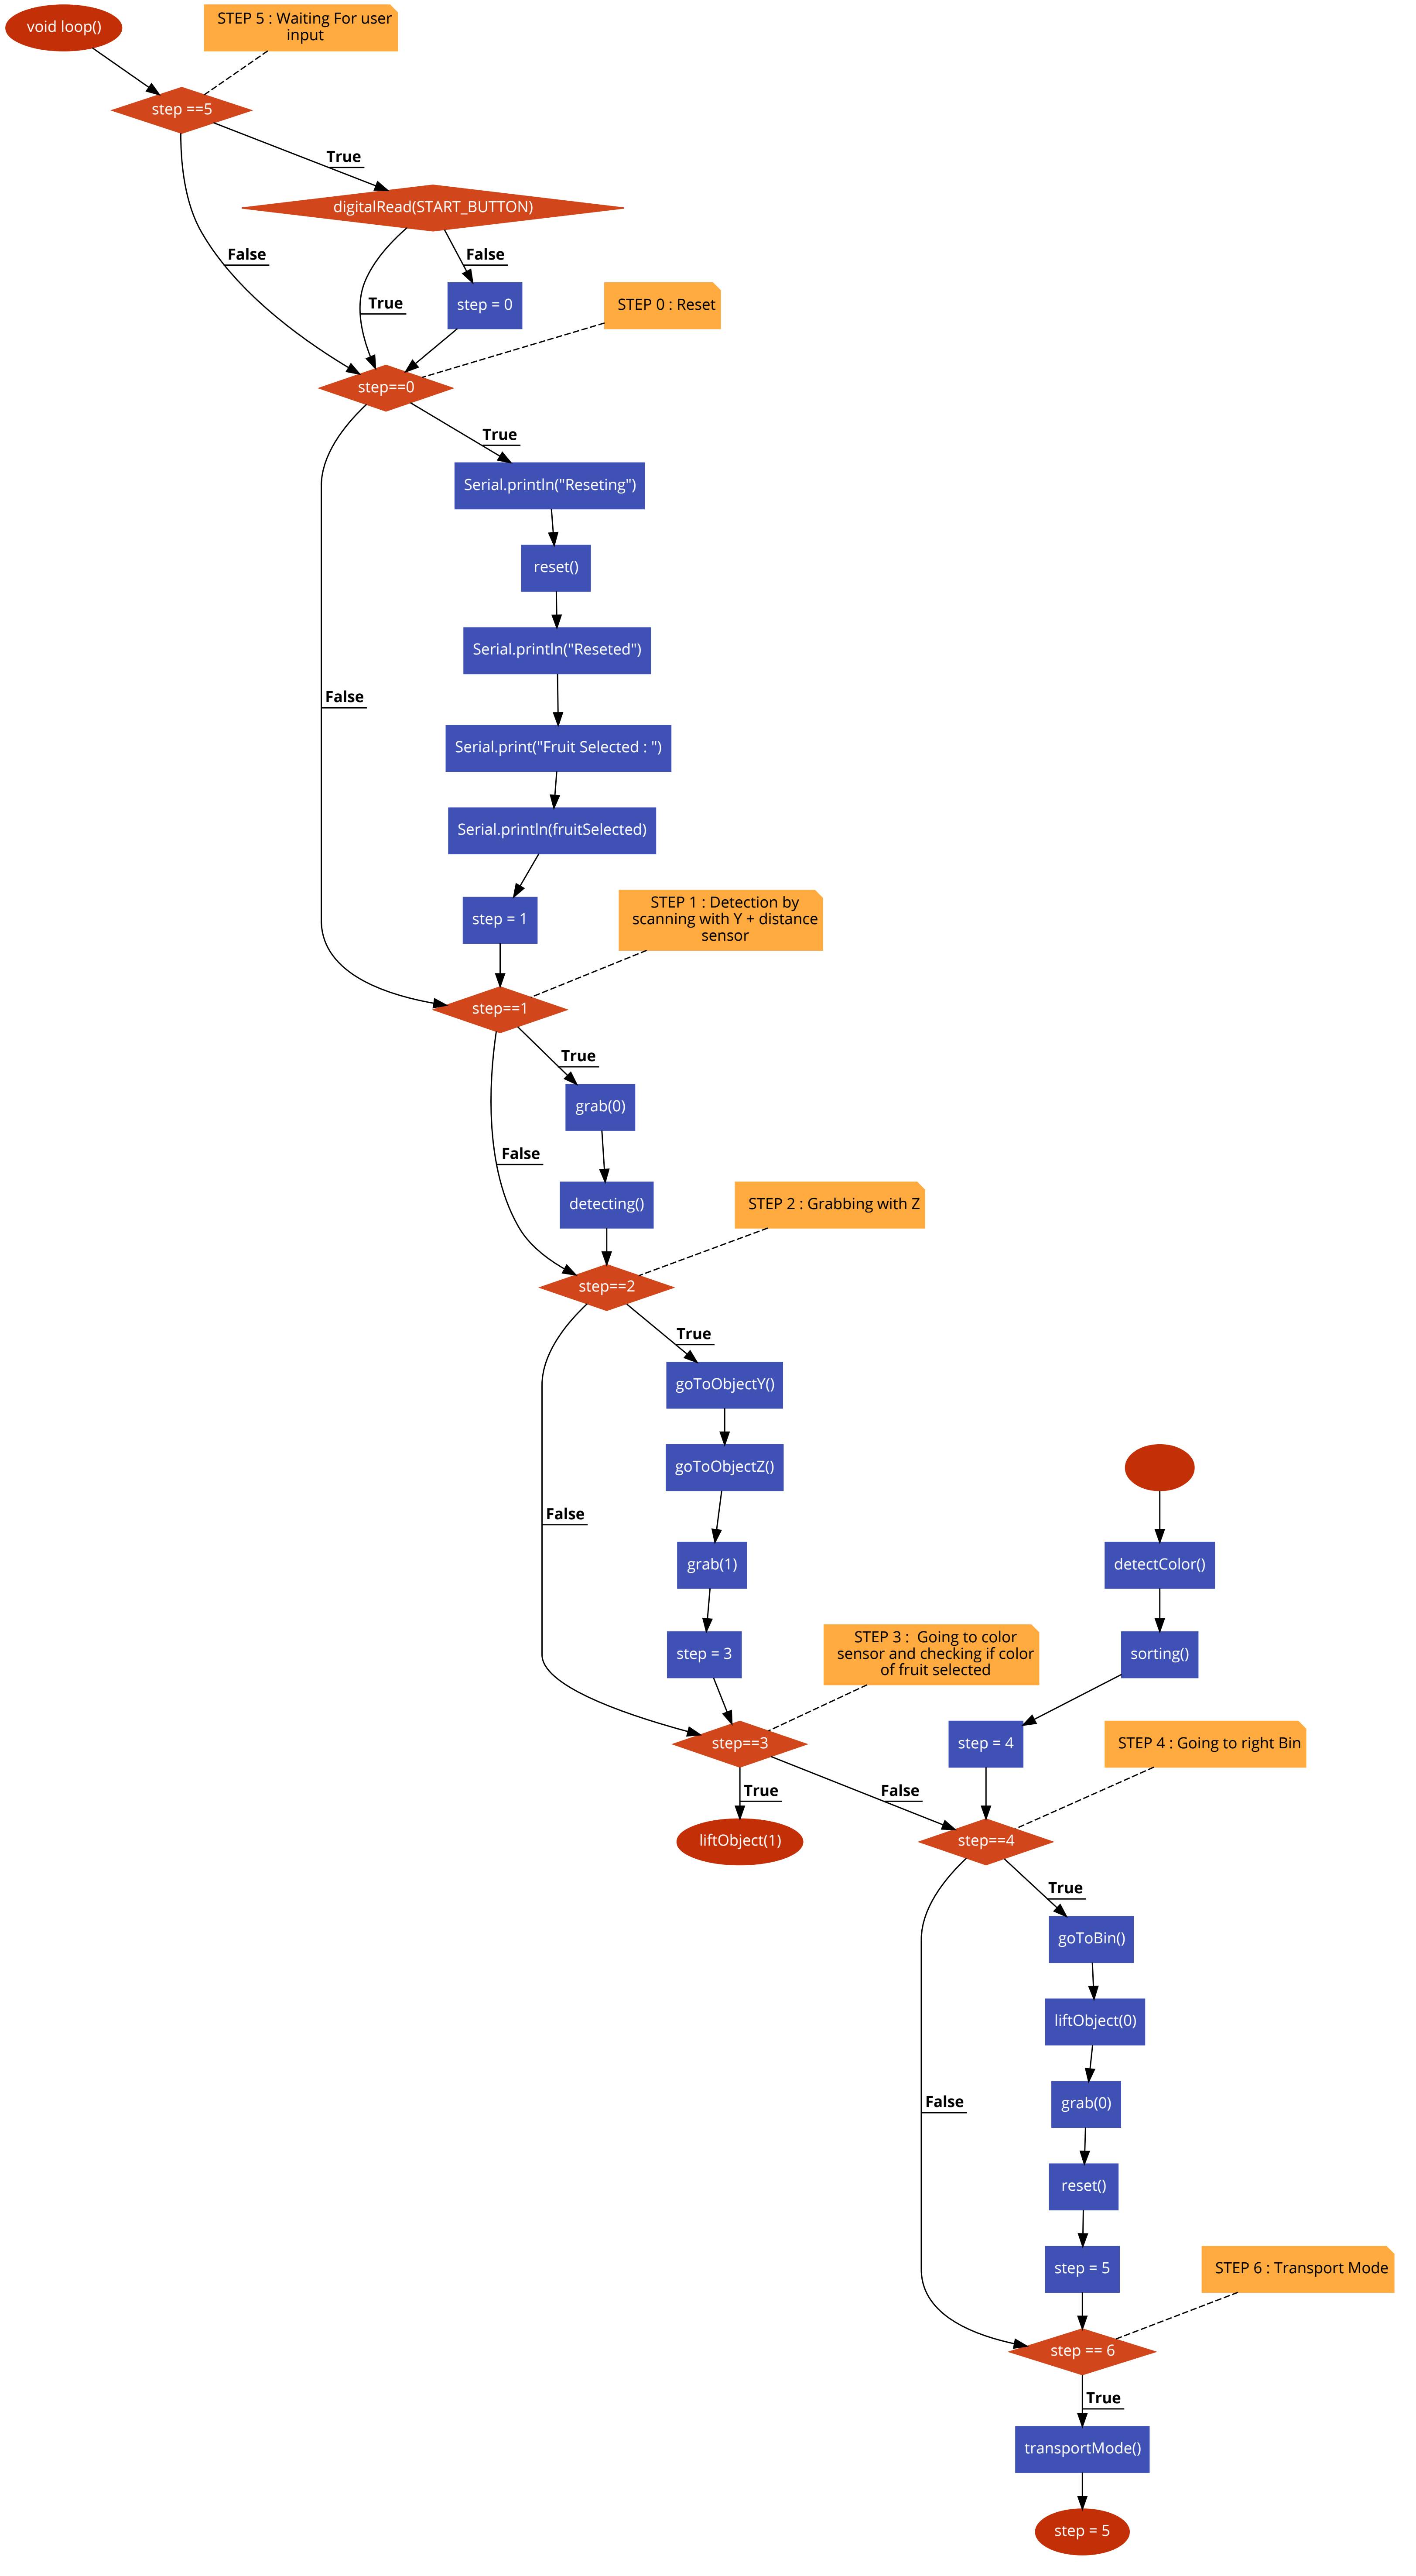 void loop()
STEP 5 : Waiting For user
input
step ==5
True
digitalRead(START_BUTTON)
False
False
True
step = 0
STEP 0 : Reset
step==0
True
Serial.println("Reseting")
reset()
Serial.println("Reseted")
False
Serial.print("Fruit Selected : ")
Serial.println(fruitSelected)
step = 1
STEP 1 : Detection by
scanning with Y + distance
sensor
step==1
True
grab(0)
False
detecting()
STEP 2 : Grabbing with Z
step==2
True
goToObjectY()
goToObjectZ()
False
grab(1)
detectColor()
step = 3
STEP 3 :  Going to color
sensor and checking if color
of fruit selected
sorting()
step==3
step = 4
STEP 4 : Going to right Bin
True
False
liftObject(1)
step==4
True
goToBin()
liftObject(0)
False
grab(0)
reset()
step = 5
STEP 6 : Transport Mode
step == 6
True
transportMode()
step = 5